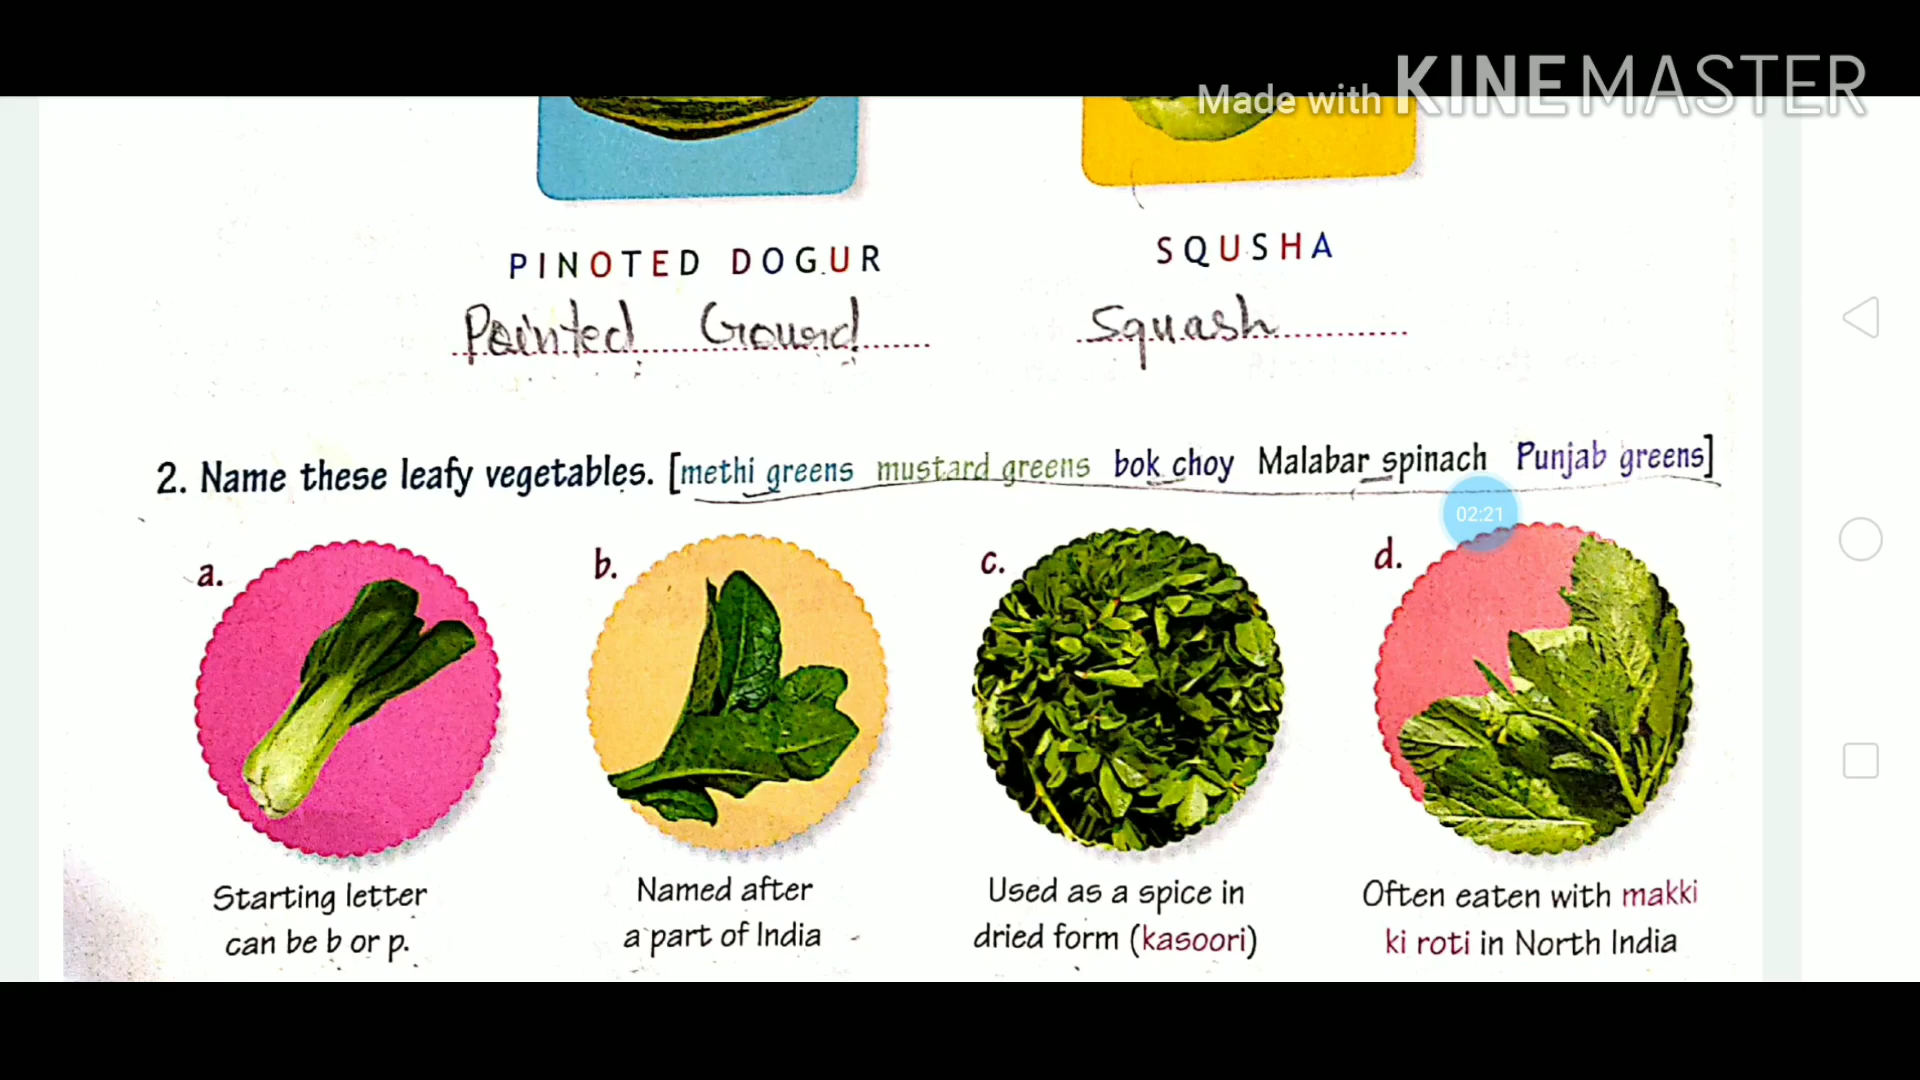 Made with KINEMASTER
PINOTED DOGUR
SQUSHA
Pointed Gourd
Squash
2. Name these leafy vegetables. [methi greens mustard greens bok choy Malabar spinach Punjab greens]
02:21
a.
b.
c.
d.
Starting letter
can be b or p.
Named after
a part of India
Used as a spice in
dried form (kasoori)
Often eaten with makki
ki roti in North India